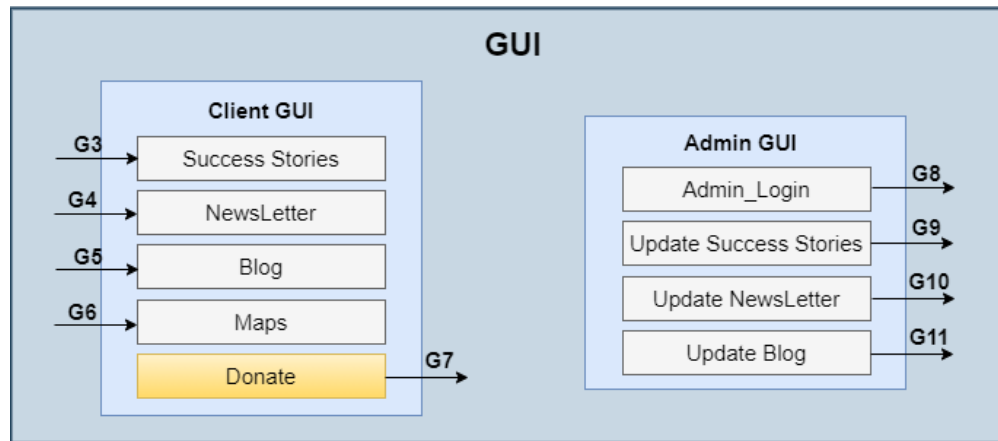 GUI
Client GUI
G3
Success Stories
G4
NewsLetter
G5
Blog
G6
Maps
Donate
G7
Admin GUI
Admin_Login
G8
Update Success Stories
G9
Update NewsLetter
G10
Update Blog
G11